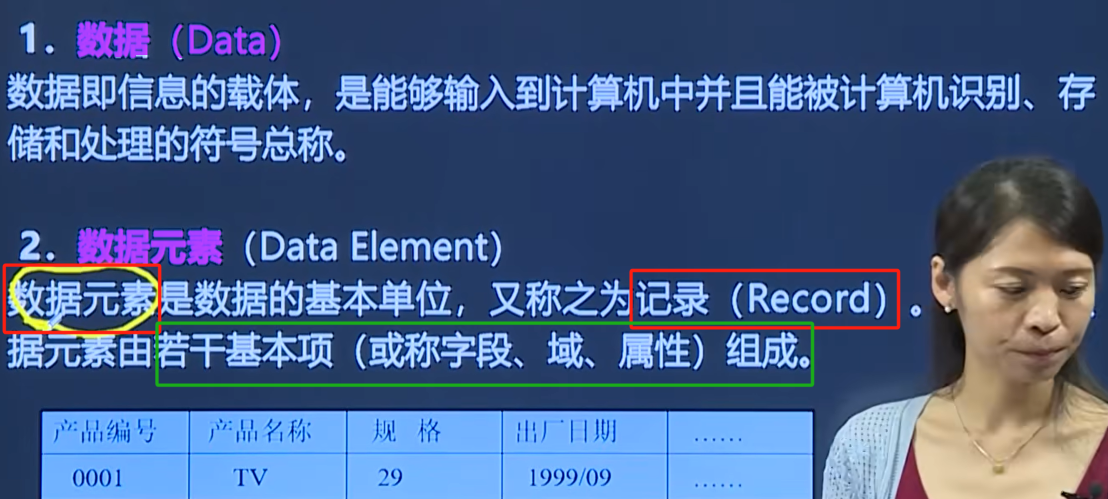 1. 数据（Data）
数据即信息的载体，是能够输入到计算机中并且能被计算机识别、存
储和处理的符号总称。
2. 数据元素（Data Element）
数据元素是数据的基本单位，又称之为记录（Record）。
据元素由若干基本项（或称字段、域、属性）组成。
产品编号 产品名称 规 格 出厂日期 ……
0001 TV 29 1999/09 ……